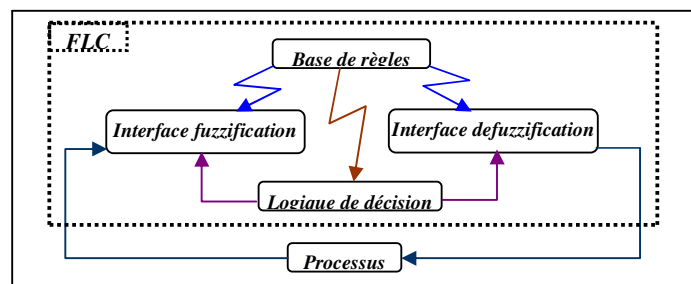 FLC
Base de règles
Interface fuzzification
Interface defuzzification
Logique de décision
Processus